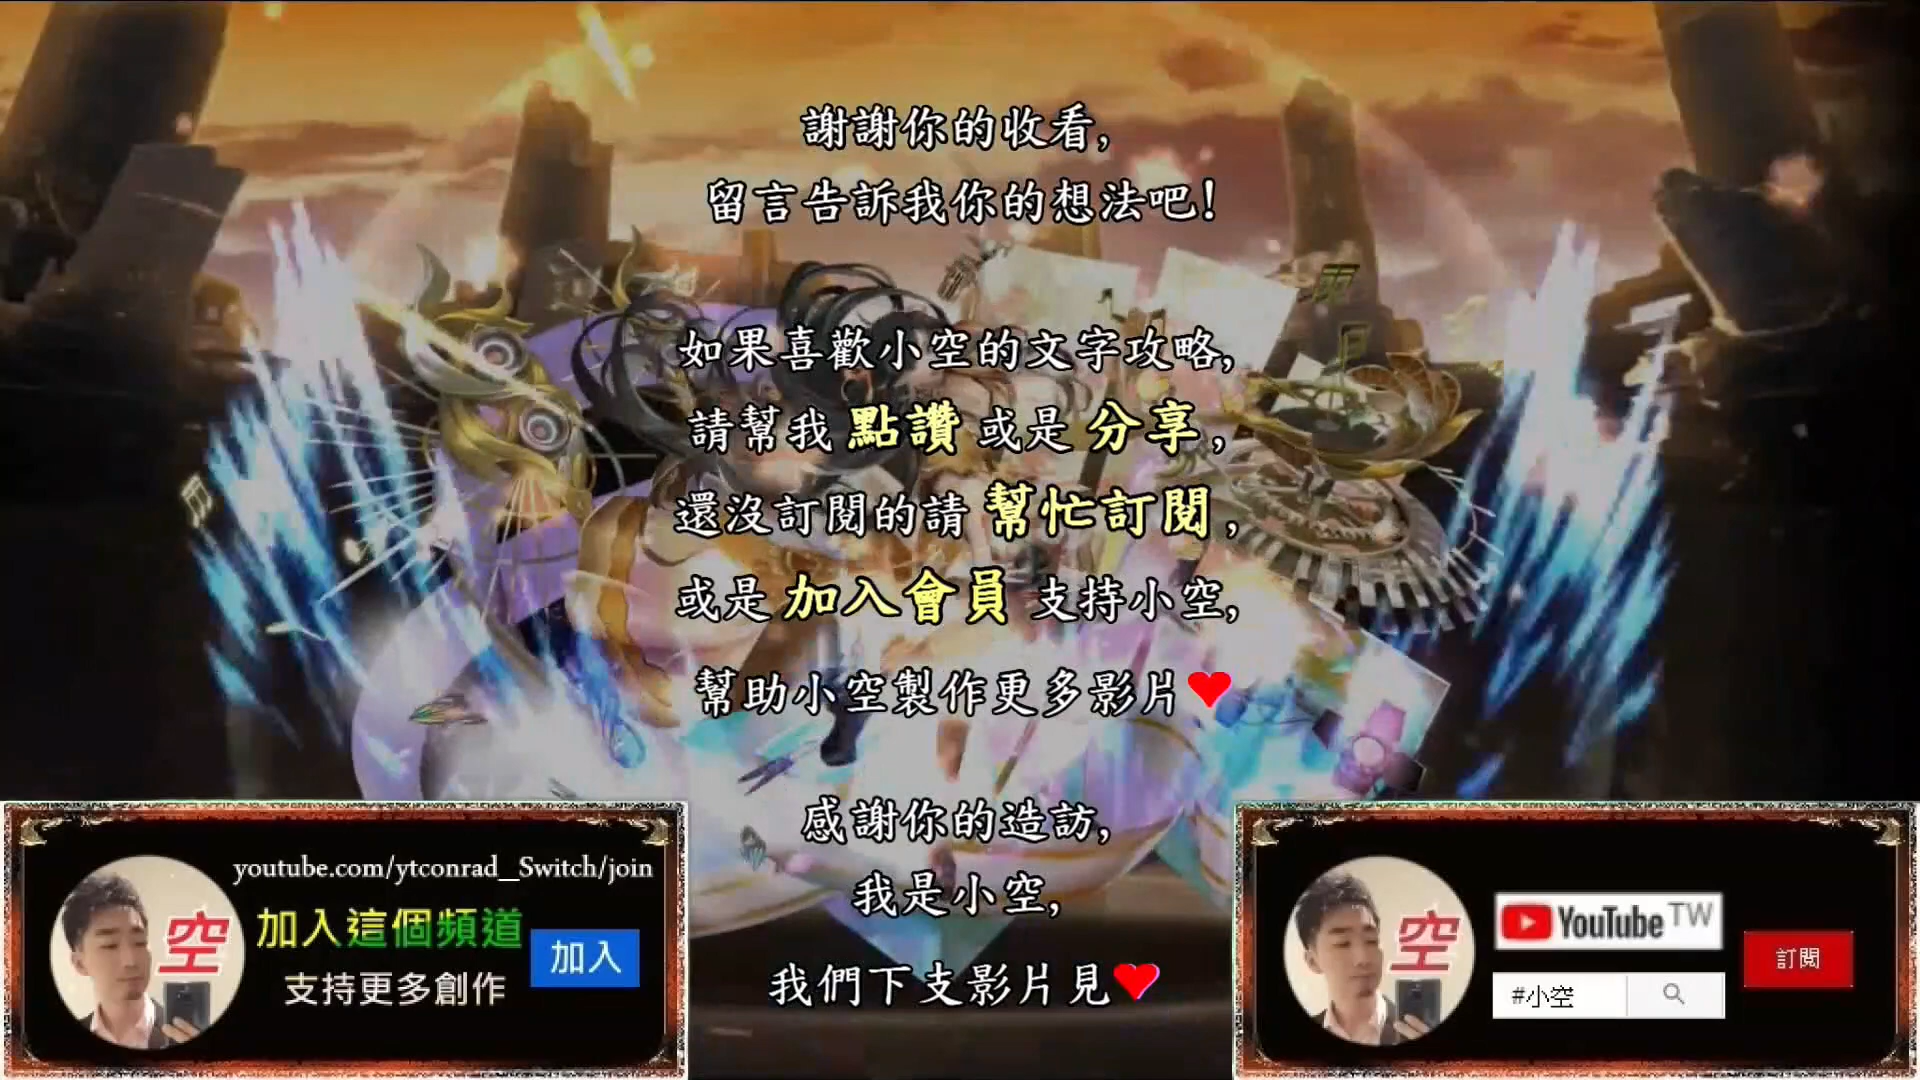 謝謝你的收看,
留言告訴我你的想法吧!
如果喜歡小空的文字攻略,
請幫我 點讚 或是 分享,
還沒訂閱的請 幫忙訂閱,
或是 加入會員 支持小空,
幫助小空製作更多影片❤
感謝你的造訪,
我是小空,
我們下支影片見❤
youtube.com/ytconrad_Switch/join
空
加入這個頻道
支持更多創作
加入
空
YouTube TW
#小空
訂閱